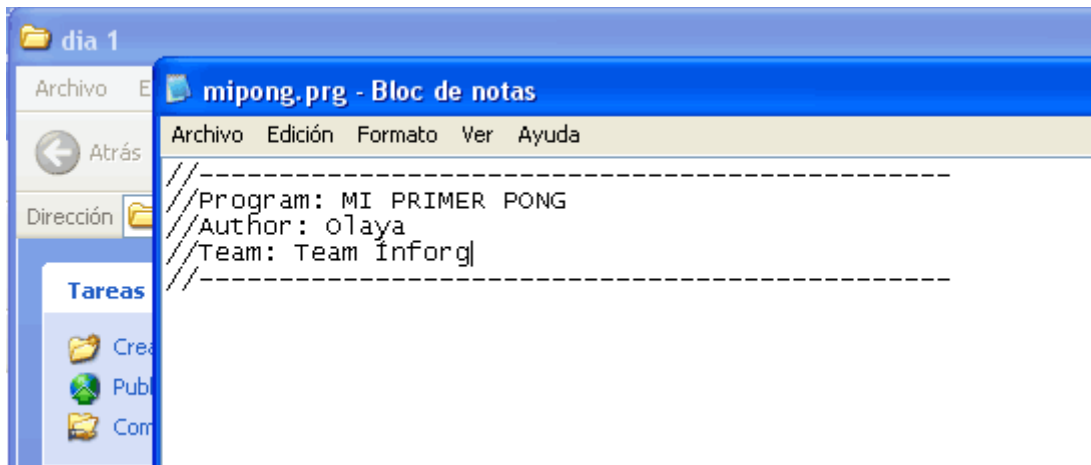 dia 1
Archivo E
mipong.prg - Bloc de notas
Archivo Edición Formato Ver Ayuda
Atrás
Dirección
//-----------------------------------------------
//Program: MI PRIMER PONG
//Author: Olaya
//Team: Team Ínforg
//-----------------------------------------------
Tareas
Crea
Publ
Com